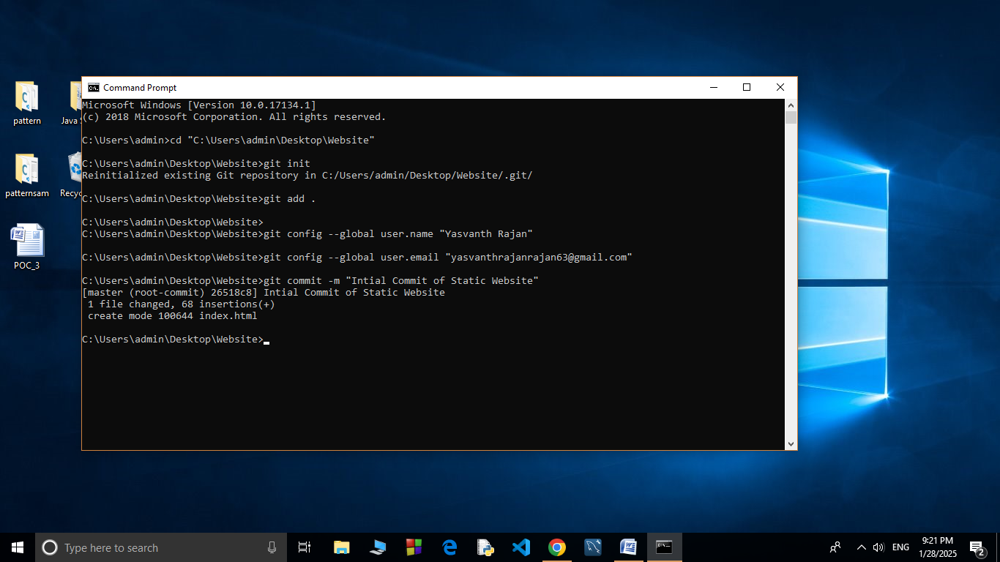 Command Prompt
Microsoft Windows [Version 10.0.17134.1]
(c) 2018 Microsoft Corporation. All rights reserved.
C:\Users\admin>cd "C:\Users\admin\Desktop\Website"
C:\Users\admin\Desktop\Website>git init
Reinitialized existing Git repository in C:/Users/admin/Desktop/Website/.git/
C:\Users\admin\Desktop\Website>git add .
C:\Users\admin\Desktop\Website>
C:\Users\admin\Desktop\Website>git config --global user.name "Yasvanth Rajan"
C:\Users\admin\Desktop\Website>git config --global user.email "yasvanthrajanrajan63@gmail.com"
C:\Users\admin\Desktop\Website>git commit -m "Intial Commit of Static Website"
[master (root-commit) 26518c8] Intial Commit of Static Website
1 file changed, 68 insertions(+)
create mode 100644 index.html
C:\Users\admin\Desktop\Website>
pattern
Java
patternsam
Recyc
POC_3
Type here to search
ENG
9:21 PM
1/28/2025
2